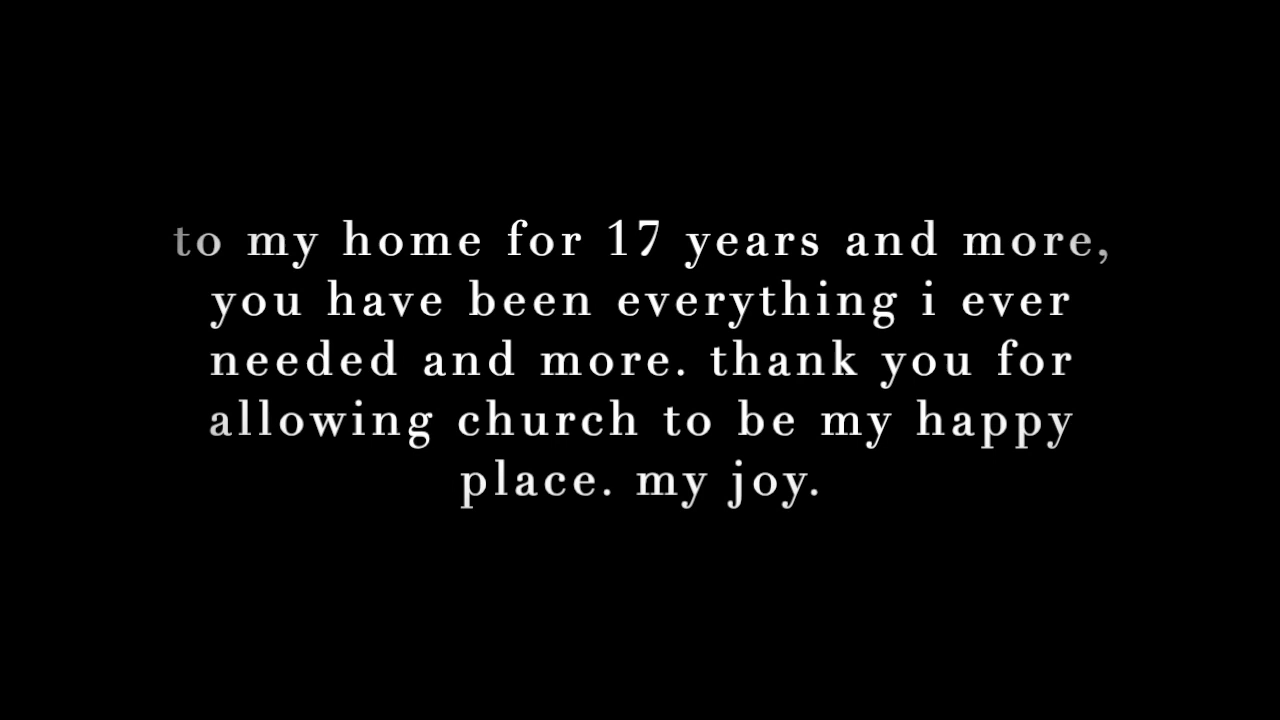 to my home for 17 years and more,
you have been everything i ever
needed and more. thank you for
allowing church to be my happy
place. my joy.